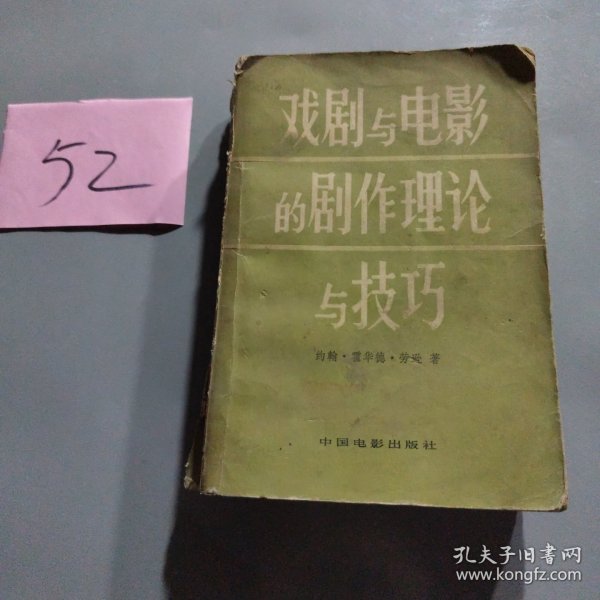 52
戏剧与电影
的剧作理论
与技巧
约翰·霍华德·劳逊 著
中国电影出版社
孔夫子旧书网
www.kongfz.com